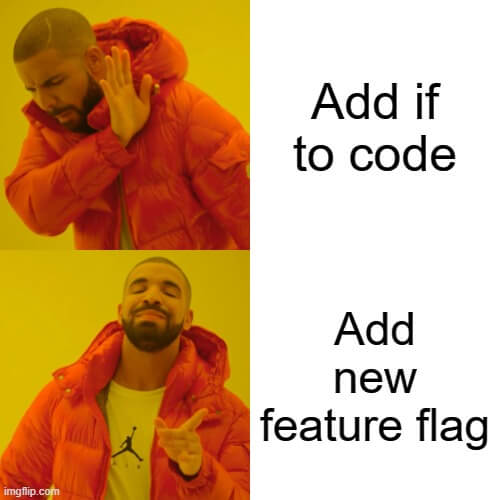 Add if
to code
Add
new
feature flag
imgflip.com